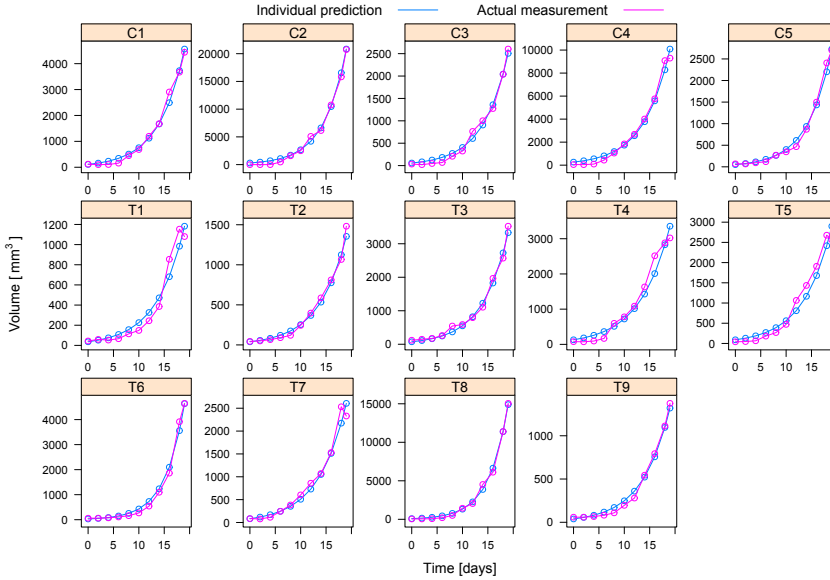 Individual prediction Actual measurement
C1 C2 C3 C4 C5
4000 3000 2000 1000 0
20000 15000 10000 5000 0
2500 2000 1500 1000 500 0
10000 8000 6000 4000 2000 0
2500 2000 1500 1000 500 0
0 5 10 15 0 5 10 15 0 5 10 15 0 5 10 15 0 5 10 15
T1 T2 T3 T4 T5
1200 1000 800 600 400 200 0
1500 1000 500 0
3000 2000 1000 0
3000 2000 1000 0
3000 2500 2000 1500 1000 500 0
0 5 10 15 0 5 10 15 0 5 10 15 0 5 10 15 0 5 10 15
T6 T7 T8 T9
4000 3000 2000 1000 0
2500 2000 1500 1000 500 0
15000 10000 5000 0
1000 500 0
0 5 10 15 0 5 10 15 0 5 10 15 0 5 10 15
Volume [ mm³ ]
Time [days]